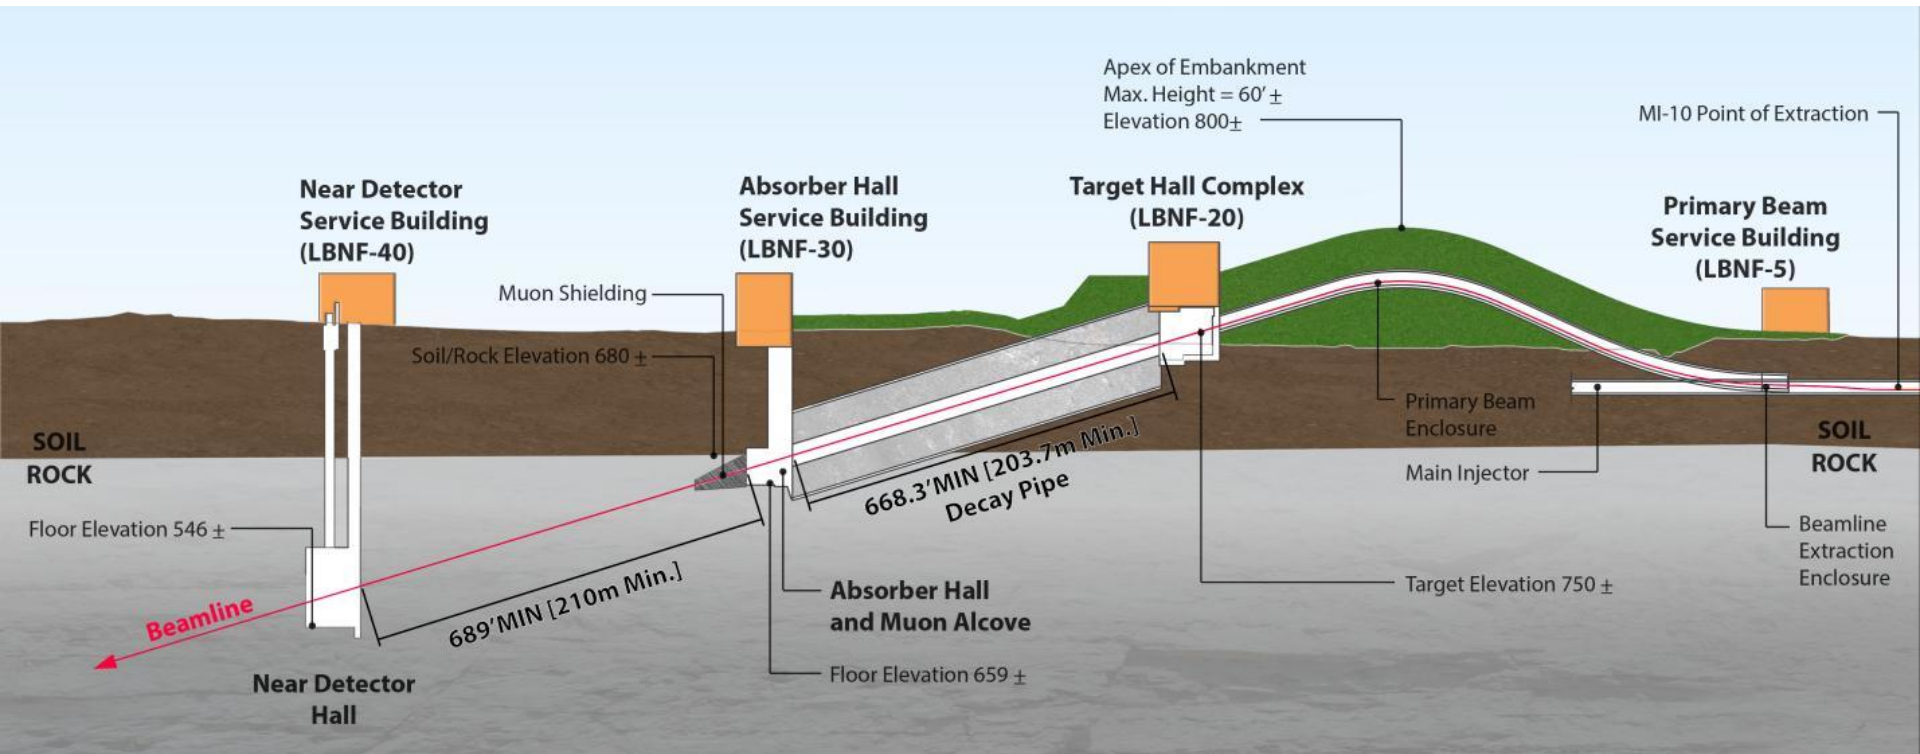 Apex of Embankment
Max. Height = 60' ±
Elevation 800±
MI-10 Point of Extraction
Near Detector
Service Building
(LBNF-40)
Absorber Hall
Service Building
(LBNF-30)
Target Hall Complex
(LBNF-20)
Primary Beam
Service Building
(LBNF-5)
Muon Shielding
Soil/Rock Elevation 680 ±
SOIL
ROCK
Primary Beam
Enclosure
Main Injector
SOIL
ROCK
668.3'MIN [203.7m Min.]
Decay Pipe
Floor Elevation 546 ±
Beamline
Extraction
Enclosure
Target Elevation 750 ±
Absorber Hall
and Muon Alcove
689'MIN [210m Min.]
Beamline
Floor Elevation 659 ±
Near Detector
Hall